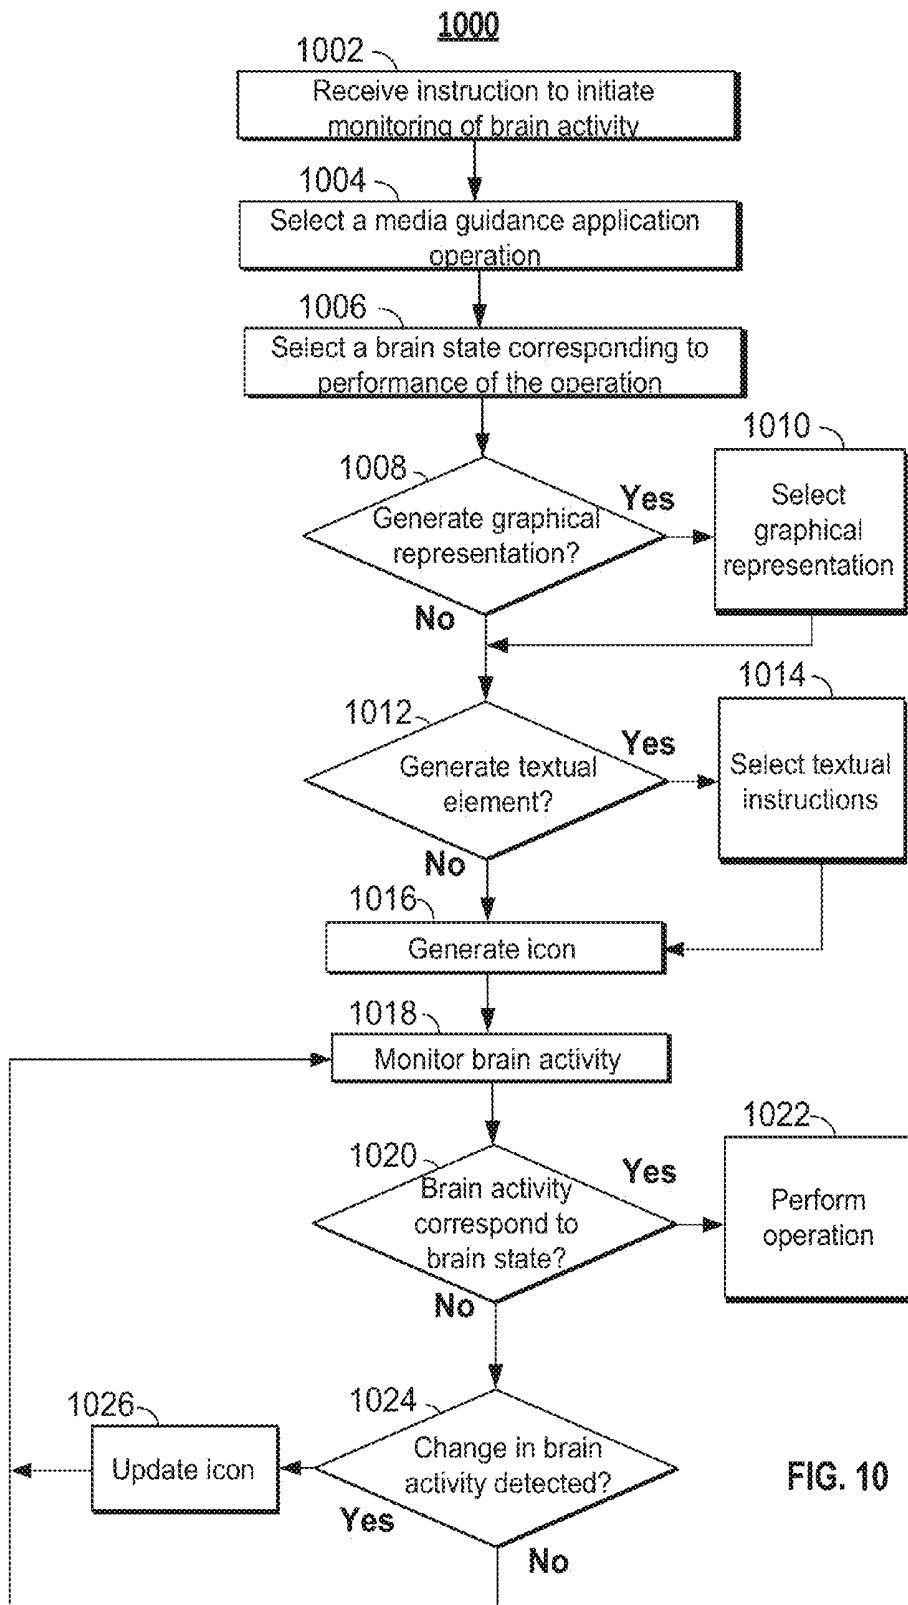 1000
1002
Receive instruction to initiate
monitoring of brain activity
1004
Select a media guidance application
operation
1006
Select a brain state corresponding to
performance of the operation
1008
Generate graphical
representation?
Yes
No
1010
Select
graphical
representation
1012
Generate textual
element?
Yes
No
1014
Select textual
instructions
1016
Generate icon
1018
Monitor brain activity
1020
Brain activity
correspond to
brain state?
Yes
No
1022
Perform
operation
1024
Change in brain
activity detected?
Yes
No
1026
Update icon
FIG. 10